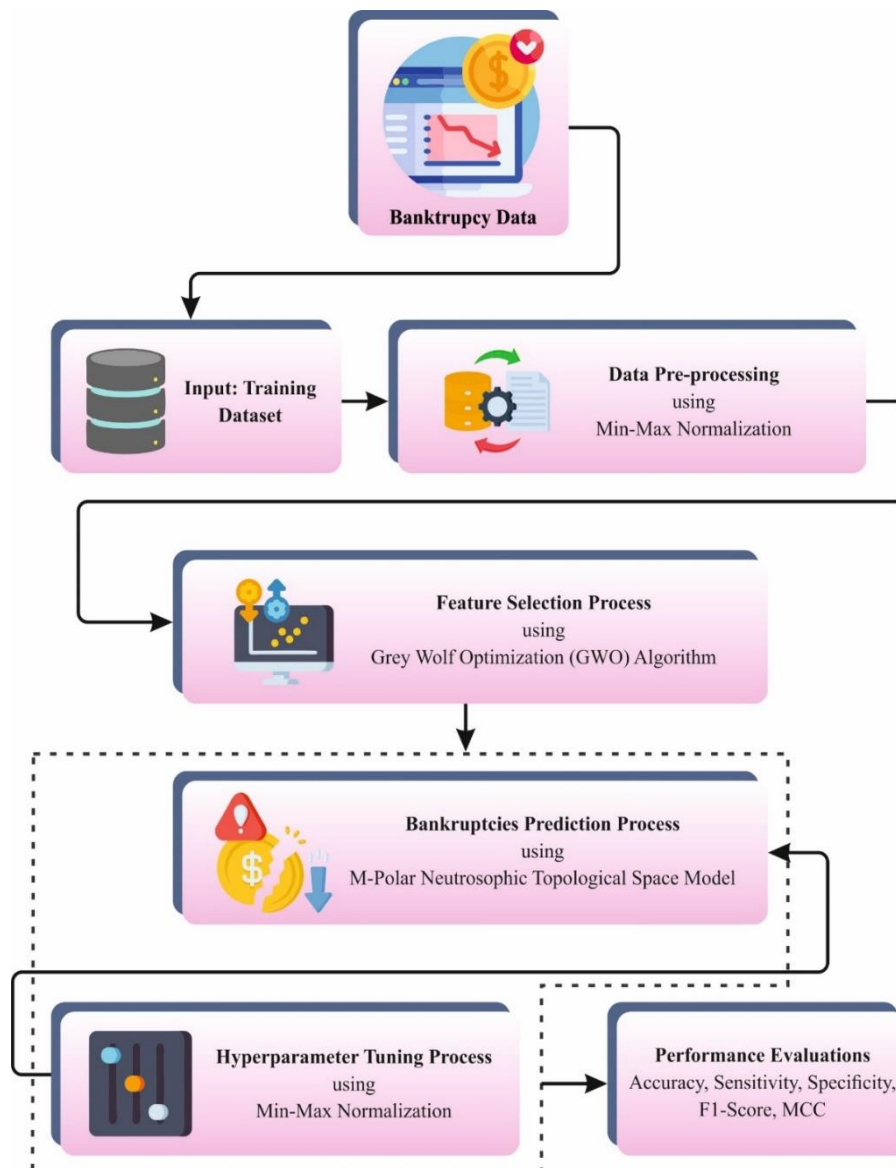 Banktrupcy Data
Input: Training
Dataset
Data Pre-processing
using
Min-Max Normalization
Feature Selection Process
using
Grey Wolf Optimization (GWO) Algorithm
Bankruptcies Prediction Process
using
M-Polar Neutrosophic Topological Space Model
Hyperparameter Tuning Process
using
Min-Max Normalization
Performance Evaluations
Accuracy, Sensitivity, Specificity,
F1-Score, MCC